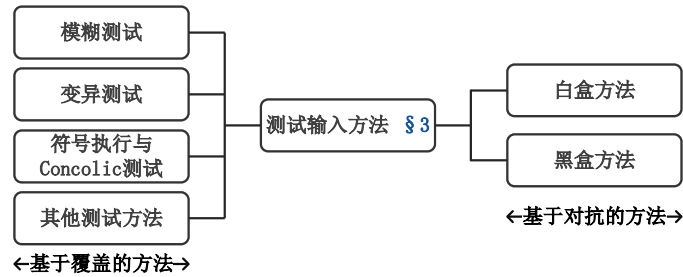 模糊测试
变异测试
符号执行与
Concolic测试
其他测试方法
←基于覆盖的方法→
测试输入方法 §3
白盒方法
黑盒方法
←基于对抗的方法→